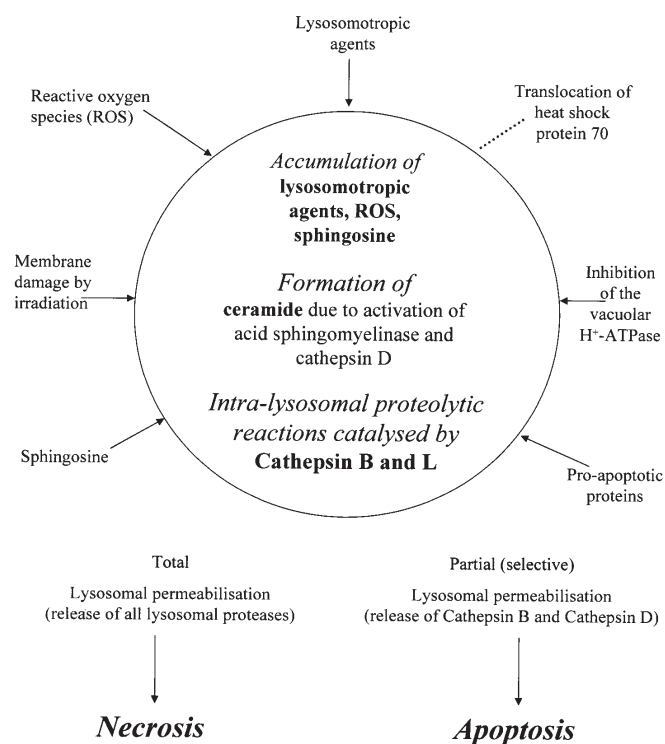 Lysosomotropic
agents
Reactive oxygen
species (ROS)
Translocation of
heat shock
protein 70
Accumulation of
lysosomotropic
agents, ROS,
sphingosine
Membrane
damage by
irradiation
Formation of
ceramide due to activation of
acid sphingomyelinase and
cathepsin D
Inhibition
of the
vacuolar
H⁺-ATPase
Intra-lysosomal proteolytic
reactions catalysed by
Cathepsin B and L
Sphingosine
Pro-apoptotic
proteins
Total
Lysosomal permeabilisation
(release of all lysosomal proteases)
Necrosis
Partial (selective)
Lysosomal permeabilisation
(release of Cathepsin B and Cathepsin D)
Apoptosis